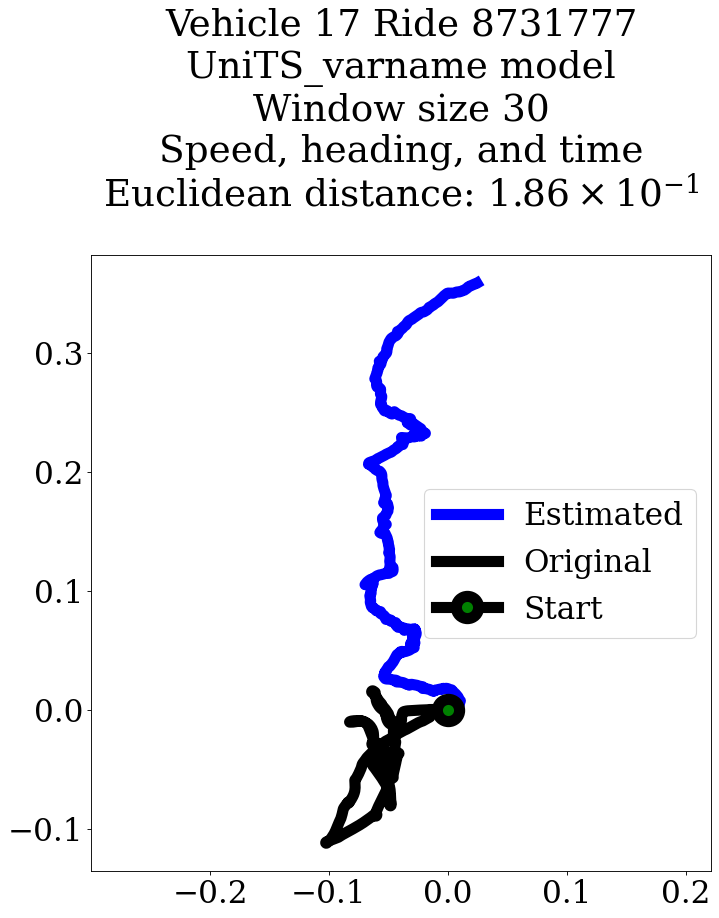 Vehicle 17 Ride 8731777
UniTS_varname model
Window size 30
Speed, heading, and time
Euclidean distance: 1.86 × 10⁻¹
0.3
0.2
0.1
0.0
−0.1
−0.2
−0.1
0.0
0.1
0.2
Estimated
Original
Start